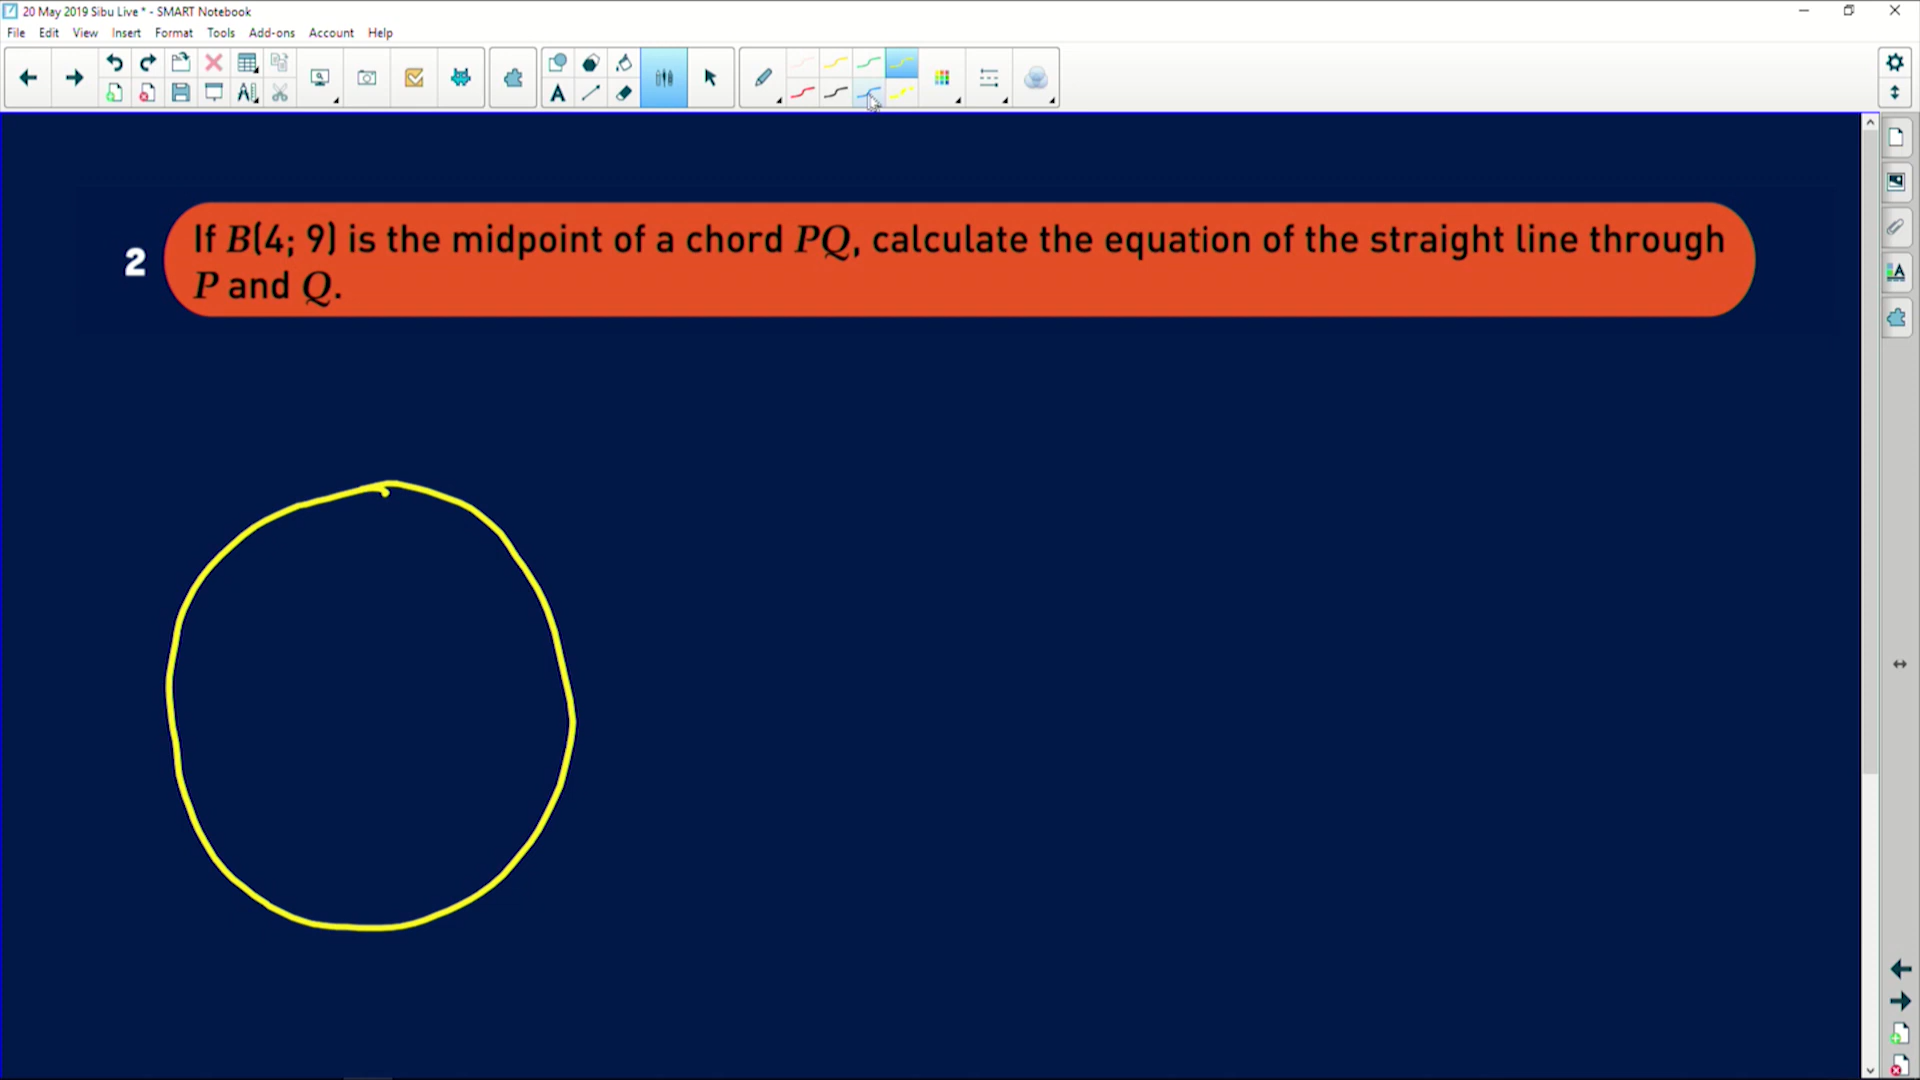 20 May 2019 Sibu Live * - SMART Notebook
File Edit View Insert Format Tools Add-ons Account Help
2
If B(4; 9) is the midpoint of a chord PQ, calculate the equation of the straight line through
P and Q.